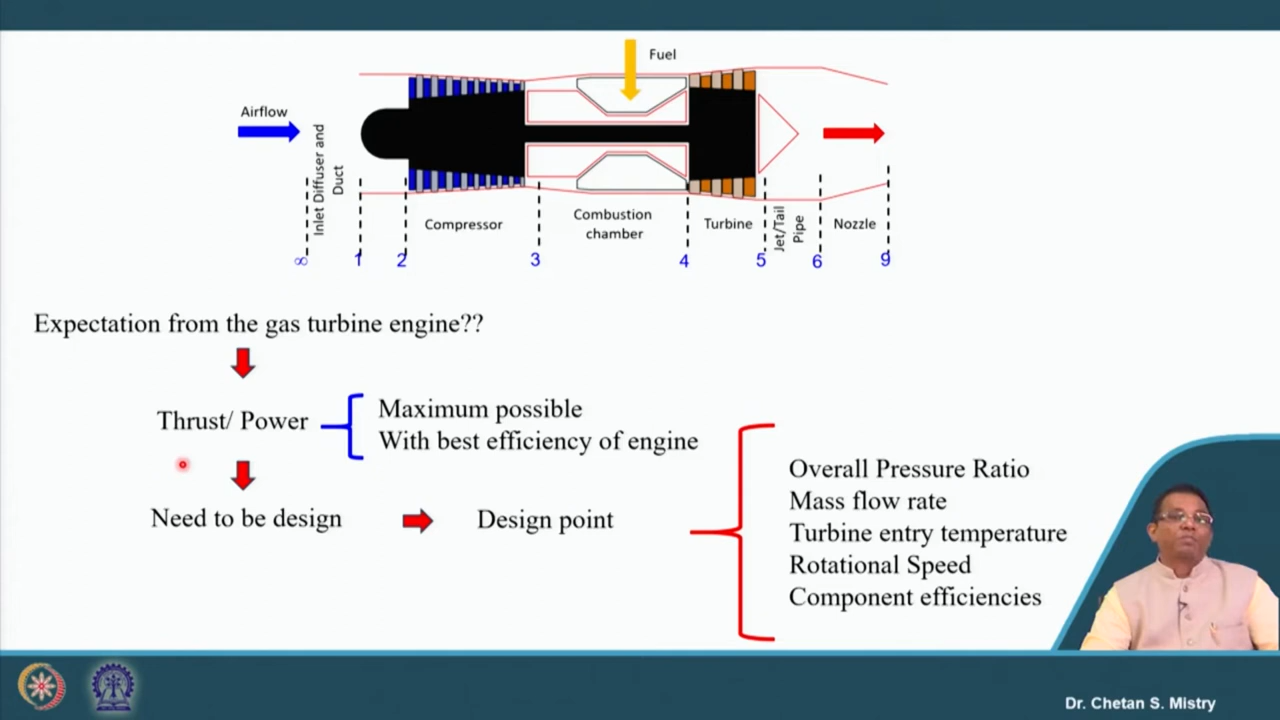 Fuel
Airflow
Inlet Diffuser and
Duct
Compressor
Combustion
chamber
Turbine
Jet/Tail
Pipe
Nozzle
∞ 1 2 3 4 5 6 9
Expectation from the gas turbine engine??
Thrust/ Power
Maximum possible
With best efficiency of engine
Need to be design
Design point
Overall Pressure Ratio
Mass flow rate
Turbine entry temperature
Rotational Speed
Component efficiencies
Dr. Chetan S. Mistry